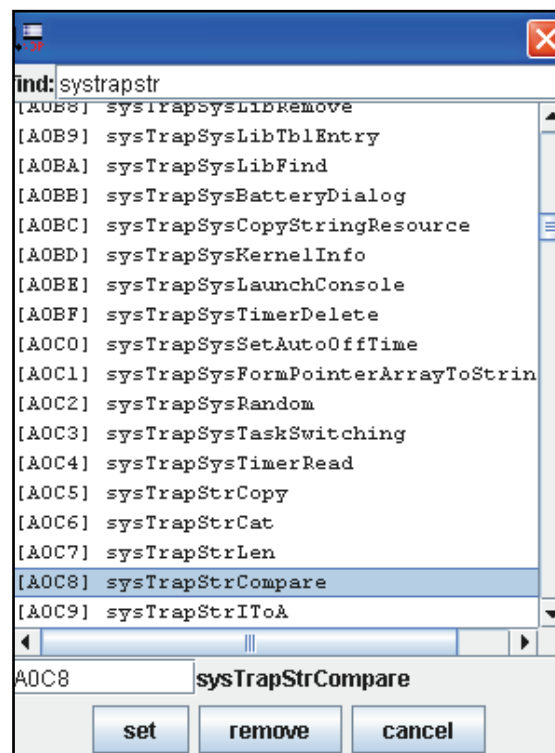 find: systrapstr
[A0B8] sysTrapSysLibRemove
[A0B9] sysTrapSysLibTblEntry
[A0BA] sysTrapSysLibFind
[A0BB] sysTrapSysBatteryDialog
[A0BC] sysTrapSysCopyStringResource
[A0BD] sysTrapSysKernelInfo
[A0BE] sysTrapSysLaunchConsole
[A0BF] sysTrapSysTimerDelete
[A0C0] sysTrapSysSetAutoOffTime
[A0C1] sysTrapSysFormPointerArrayToStrin
[A0C2] sysTrapSysRandom
[A0C3] sysTrapSysTaskSwitching
[A0C4] sysTrapSysTimerRead
[A0C5] sysTrapStrCopy
[A0C6] sysTrapStrCat
[A0C7] sysTrapStrLen
[A0C8] sysTrapStrCompare
[A0C9] sysTrapStrIToA
A0C8 sysTrapStrCompare
set remove cancel